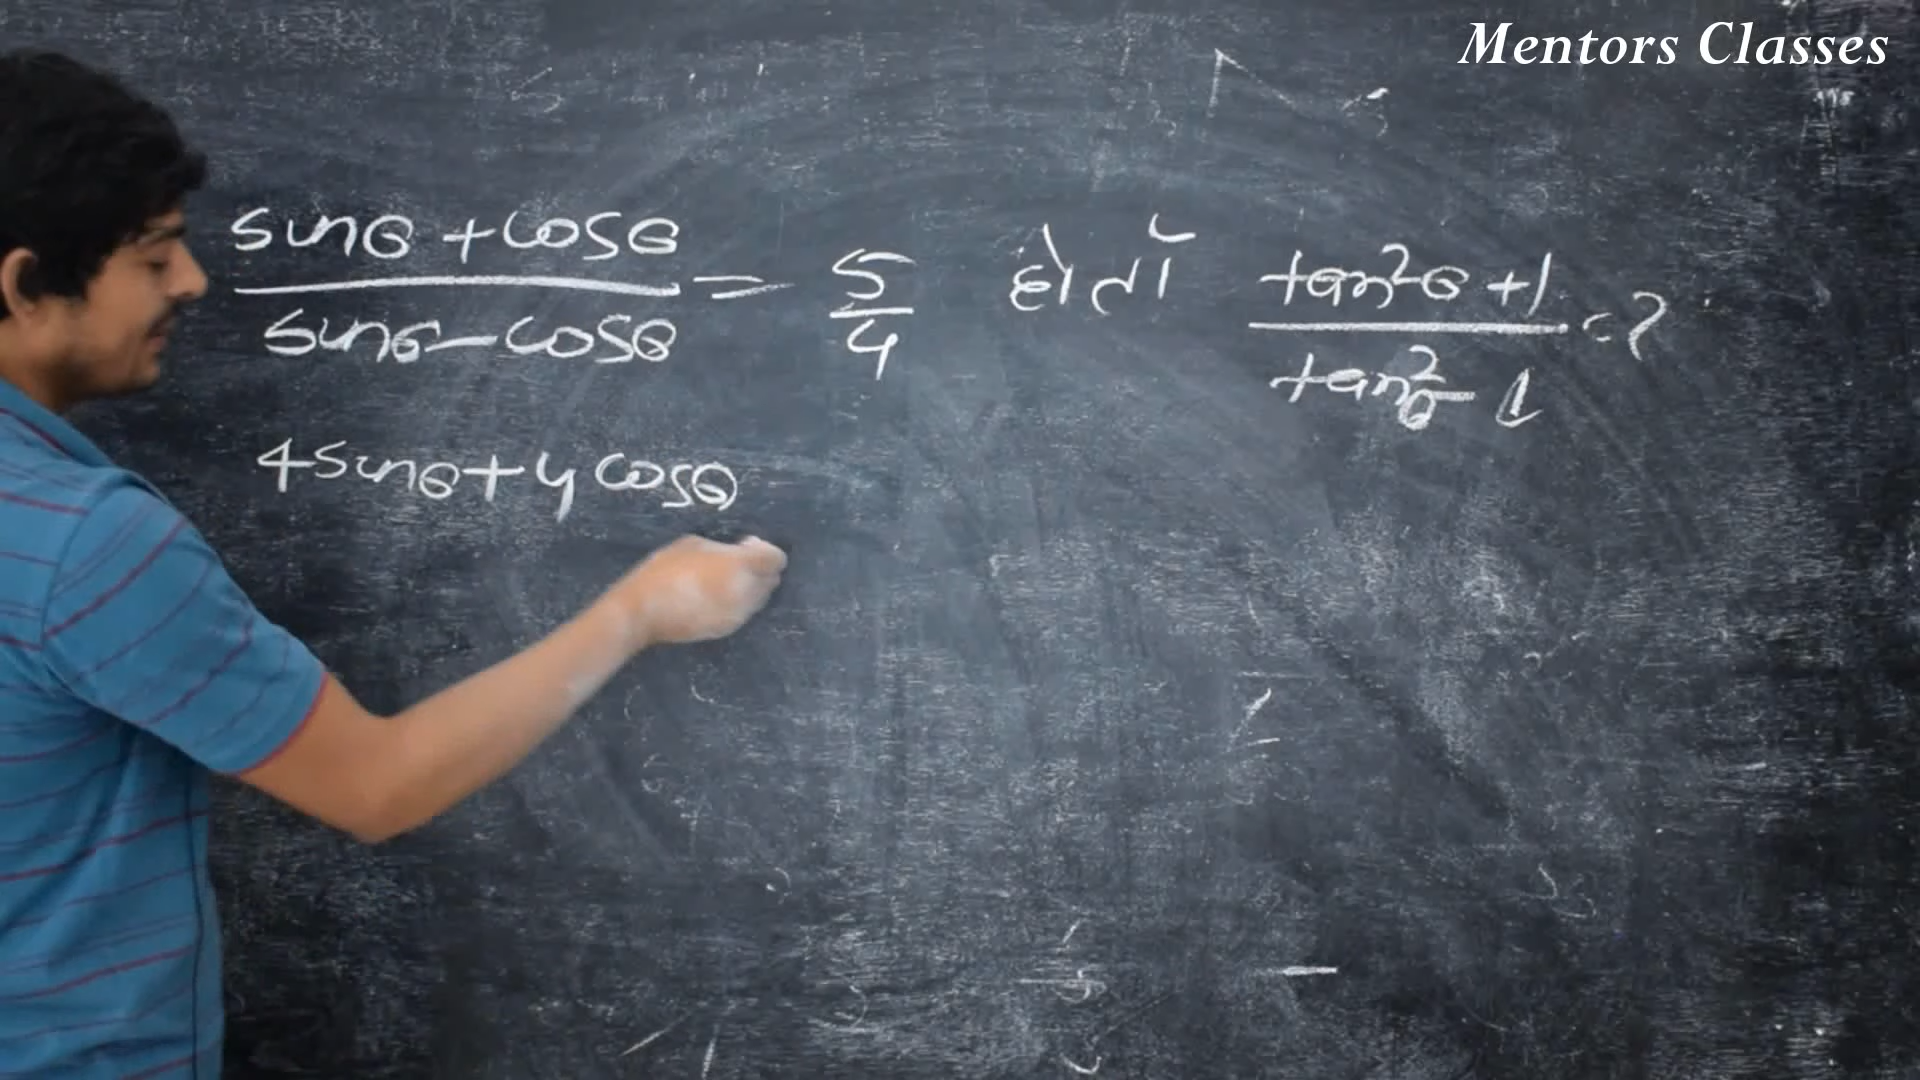 Mentors Classes
sinθ + cosθ / sinθ - cosθ = 5/4 हो तो tan²θ + 1 / tan²θ - 1 = ?
4sinθ + 4cosθ